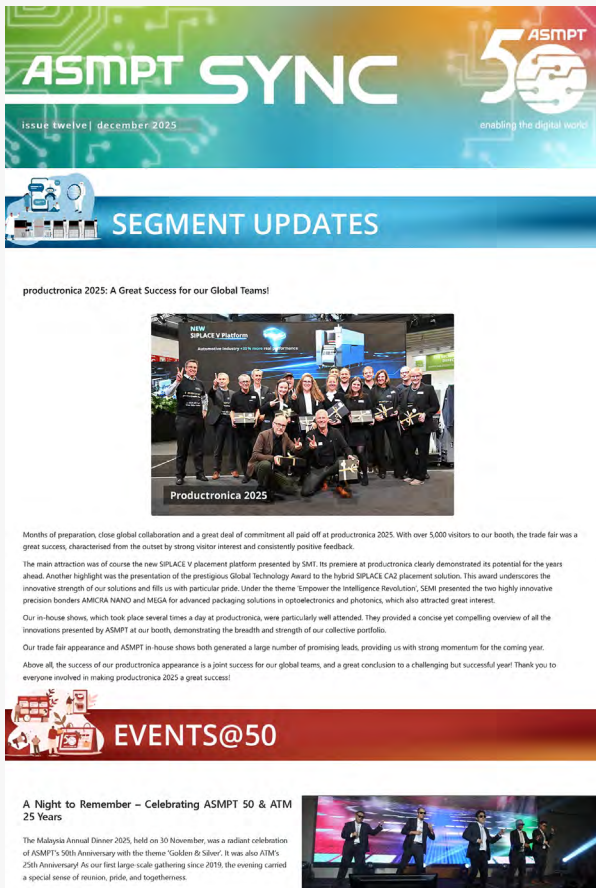 ASMPT SYNC
ASMPT
50
enabling the digital world
issue twelve| december 2025
SEGMENT UPDATES
productronica 2025: A Great Success for our Global Teams!
NEW
SIPLACE V Platform
Automotive industry +30% more real performance
Productronica 2025
Months of preparation, close global collaboration and a great deal of commitment all paid off at productronica 2025. With over 5,000 visitors to our booth, the trade fair was a
great success, characterised from the outset by strong visitor interest and consistently positive feedback.
The main attraction was of course the new SIPLACE V placement platform presented by SMT. Its premiere at productronica clearly demonstrated its potential for the years
ahead. Another highlight was the presentation of the prestigious Global Technology Award to the hybrid SIPLACE CA2 placement solution. This award underscores the
innovative strength of our solutions and fills us with particular pride. Under the theme 'Empower the Intelligence Revolution', SEMI presented the two highly innovative
precision bonders AMICRA NANO and MEGA for advanced packaging solutions in optoelectronics and photonics, which also attracted great interest.
Our in-house shows, which took place several times a day at productronica, were particularly well attended. They provided a concise yet compelling overview of all the
innovations presented by ASMPT at our booth, demonstrating the breadth and strength of our collective portfolio.
Our trade fair appearance and ASMPT in-house shows both generated a large number of promising leads, providing us with strong momentum for the coming year.
Above all, the success of our productronica appearance is a joint success for our global teams, and a great conclusion to a challenging but successful year! Thank you to
everyone involved in making productronica 2025 a great success!
EVENTS@50
A Night to Remember – Celebrating ASMPT 50 & ATM
25 Years
The Malaysia Annual Dinner 2025, held on 30 November, was a radiant celebration
of ASMPT's 50th Anniversary with the theme 'Golden & Silver'. It was also ATM's
25th Anniversary! As our first large-scale gathering since 2019, the evening carried
a special sense of reunion, pride, and togetherness.